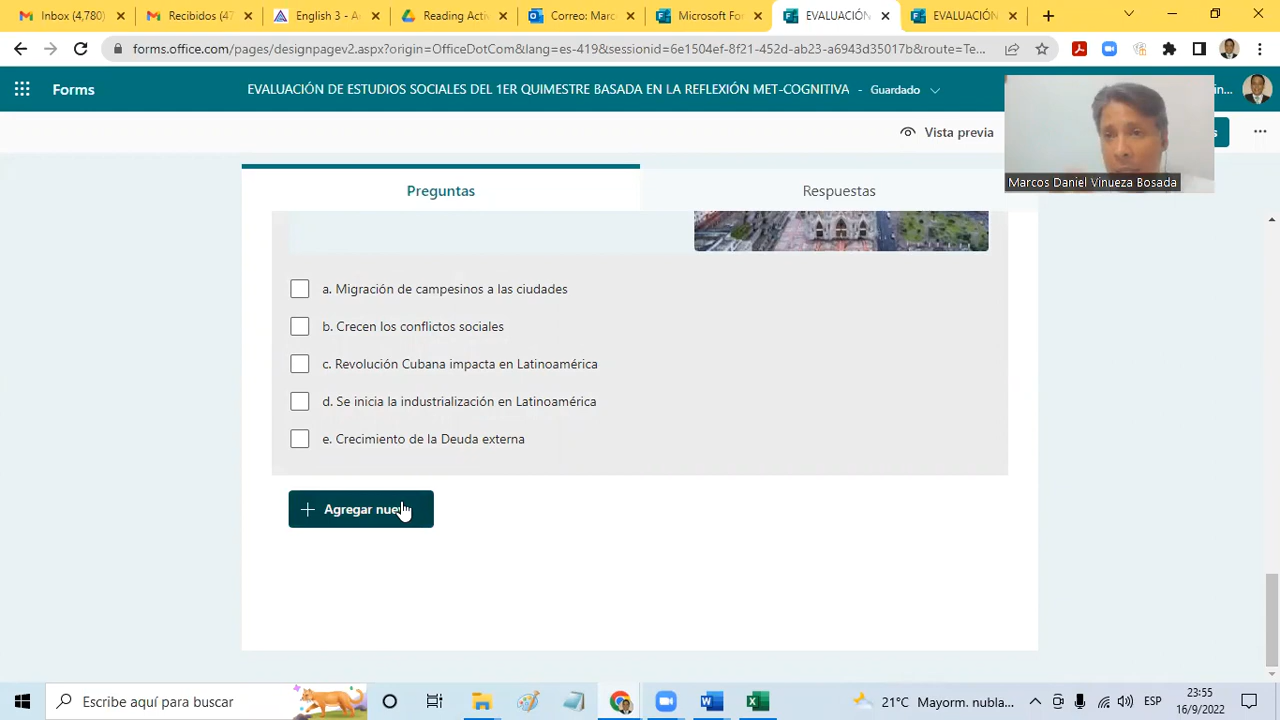 Inbox (4,780)
Recibidos (47
English 3 - A
Reading Acti
Correo: Marc
Microsoft Fo
EVALUACIÓN
EVALUACIÓN
forms.office.com/pages/designpagev2.aspx?origin=OfficeDotCom&lang=es-419&sessionid=6e1504ef-8f21-452d-ab23-a6943d35017b&route=Te...
Forms
EVALUACIÓN DE ESTUDIOS SOCIALES DEL 1ER QUIMESTRE BASADA EN LA REFLEXIÓN MET-COGNITIVA - Guardado
Vista previa
Marcos Daniel Vinueza Bosada
Preguntas
Respuestas
a. Migración de campesinos a las ciudades
b. Crecen los conflictos sociales
c. Revolución Cubana impacta en Latinoamérica
d. Se inicia la industrialización en Latinoamérica
e. Crecimiento de la Deuda externa
Agregar nue
Escribe aquí para buscar
21°C Mayorm. nubla...
ESP
23:55
16/9/2022